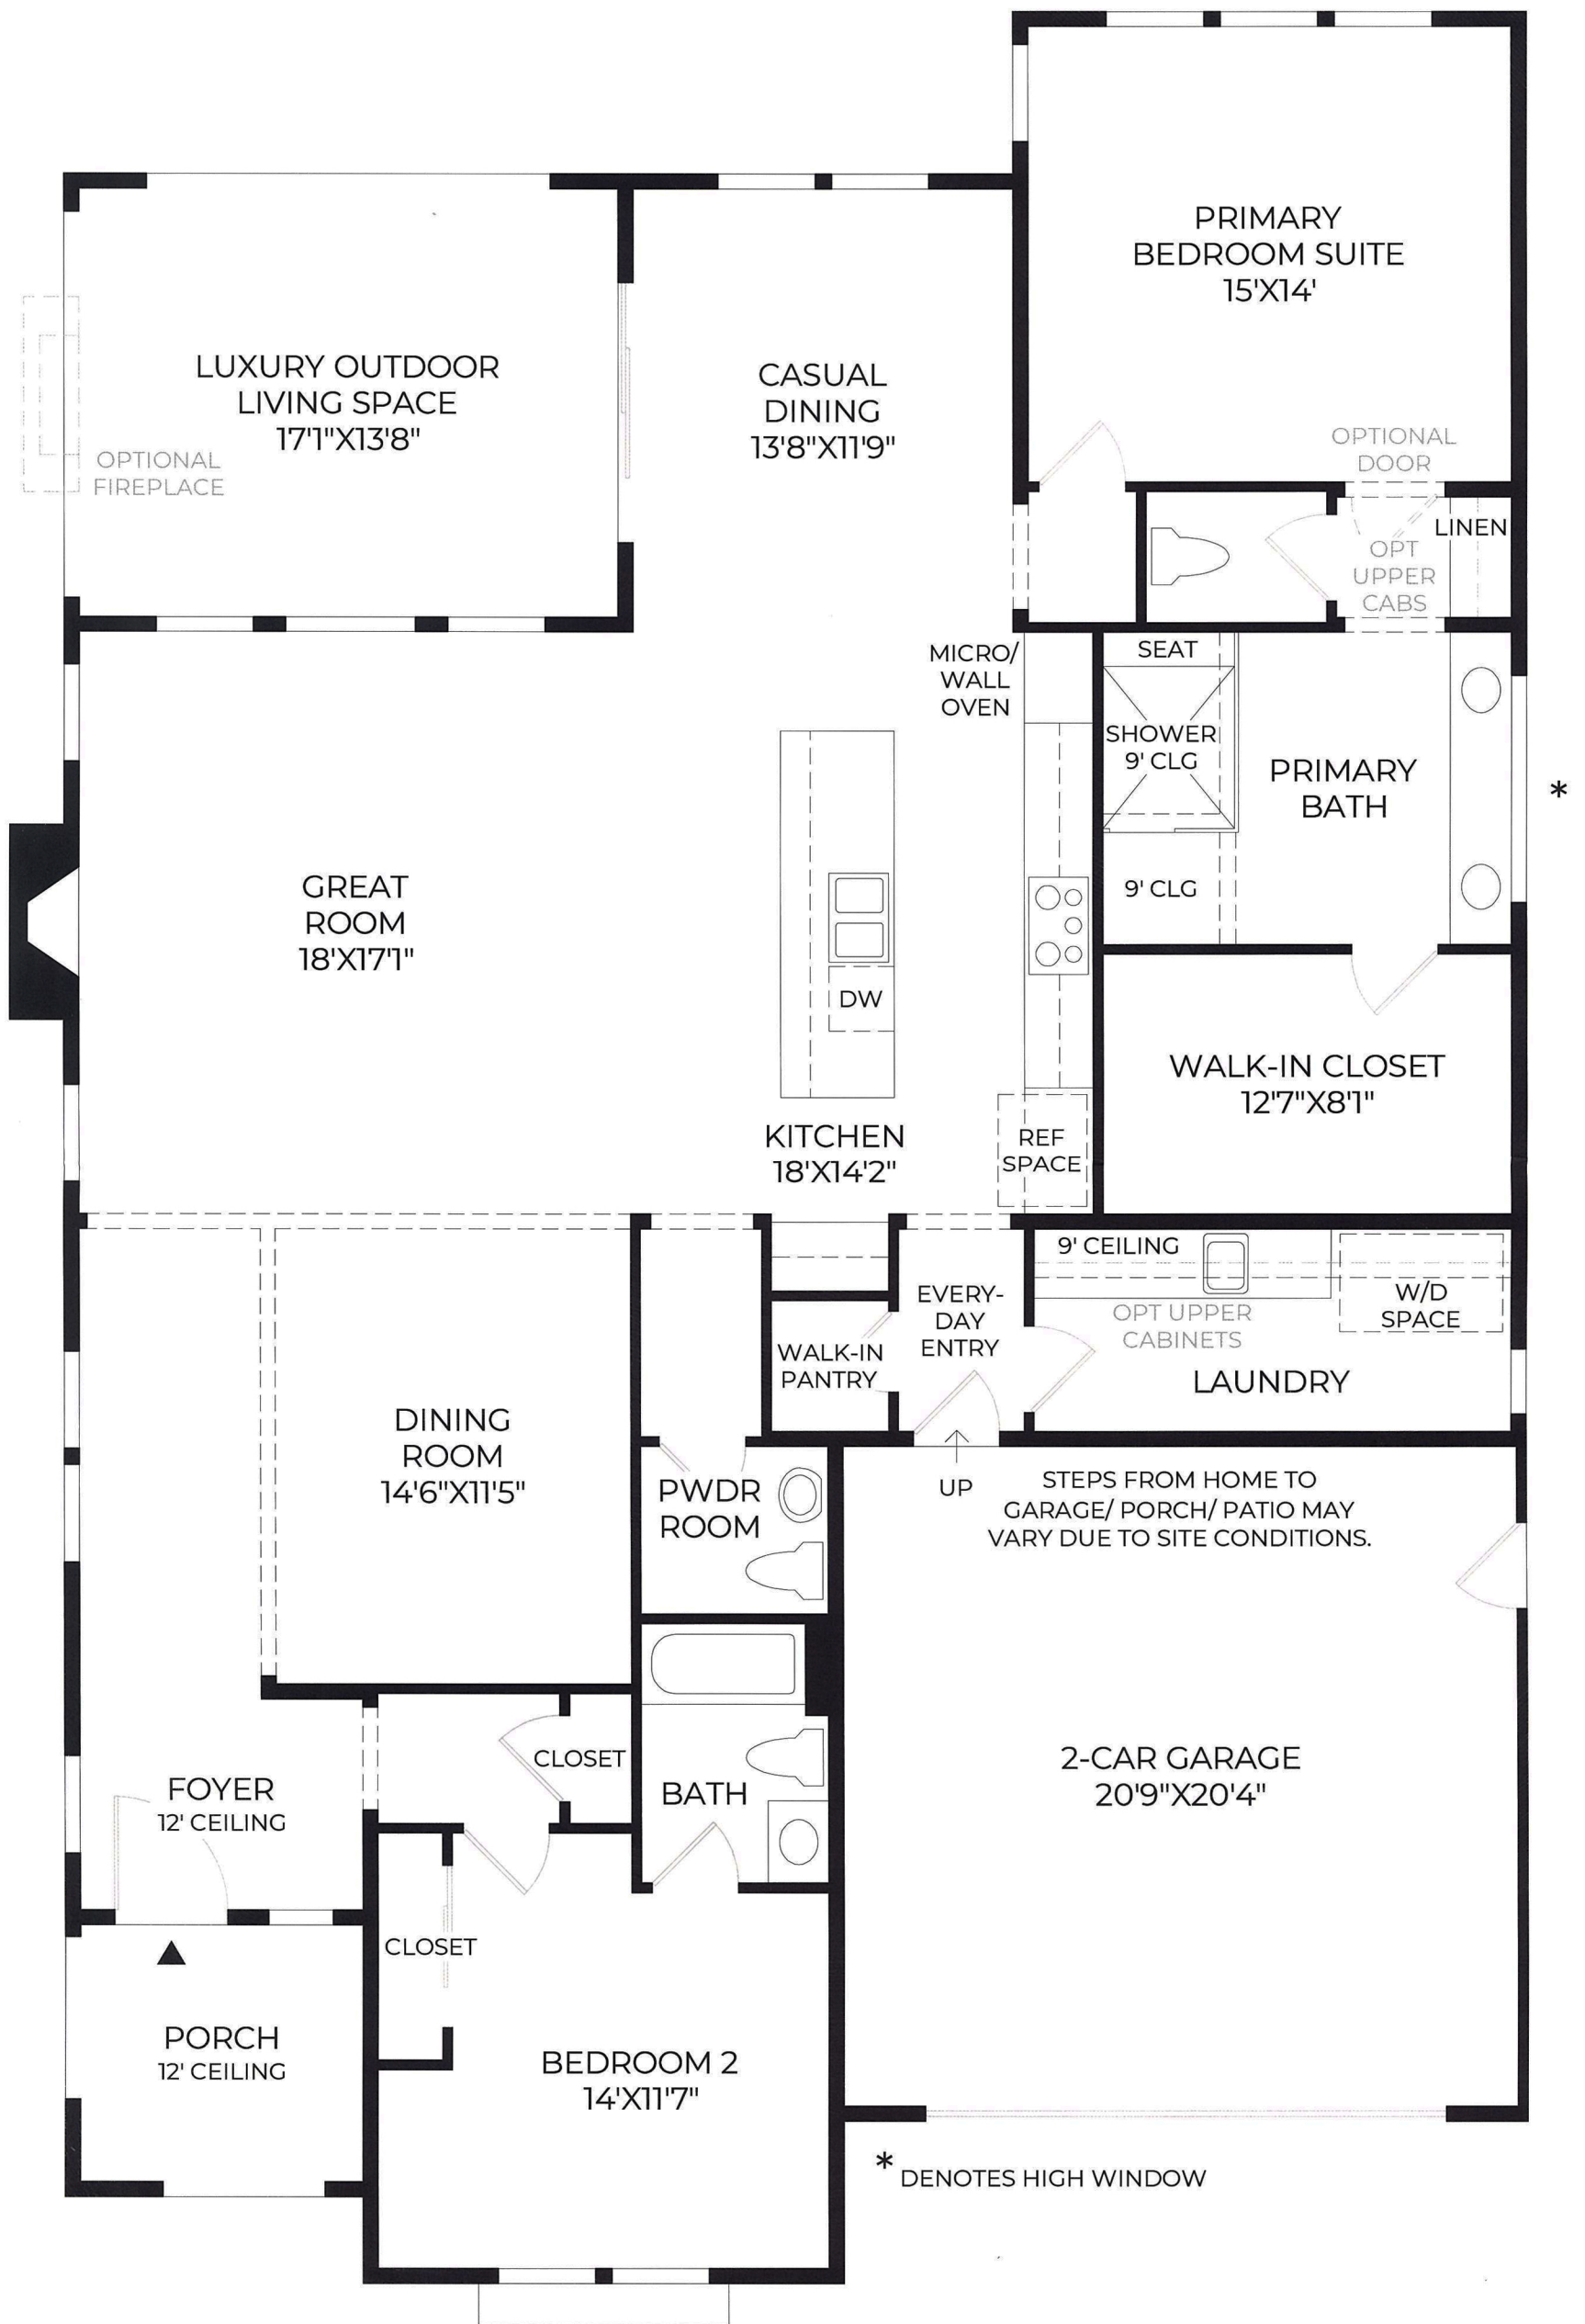 PRIMARY
BEDROOM SUITE
15'X14'
LUXURY OUTDOOR
LIVING SPACE
17'1"X13'8"
OPTIONAL
FIREPLACE
CASUAL
DINING
13'8"X11'9"
OPTIONAL
DOOR
LINEN
OPT
UPPER
CABS
MICRO/
WALL
OVEN
SEAT
SHOWER
9' CLG
9' CLG
PRIMARY
BATH
*
GREAT
ROOM
18'X17'1"
DW
KITCHEN
18'X14'2"
REF
SPACE
WALK-IN CLOSET
12'7"X8'1"
9' CEILING
W/D
SPACE
OPT UPPER
CABINETS
LAUNDRY
EVERY-
DAY
ENTRY
WALK-IN
PANTRY
DINING
ROOM
14'6"X11'5"
PWDR
ROOM
UP
STEPS FROM HOME TO
GARAGE/ PORCH/ PATIO MAY
VARY DUE TO SITE CONDITIONS.
CLOSET
BATH
2-CAR GARAGE
20'9"X20'4"
FOYER
12' CEILING
CLOSET
PORCH
12' CEILING
BEDROOM 2
14'X11'7"
* DENOTES HIGH WINDOW